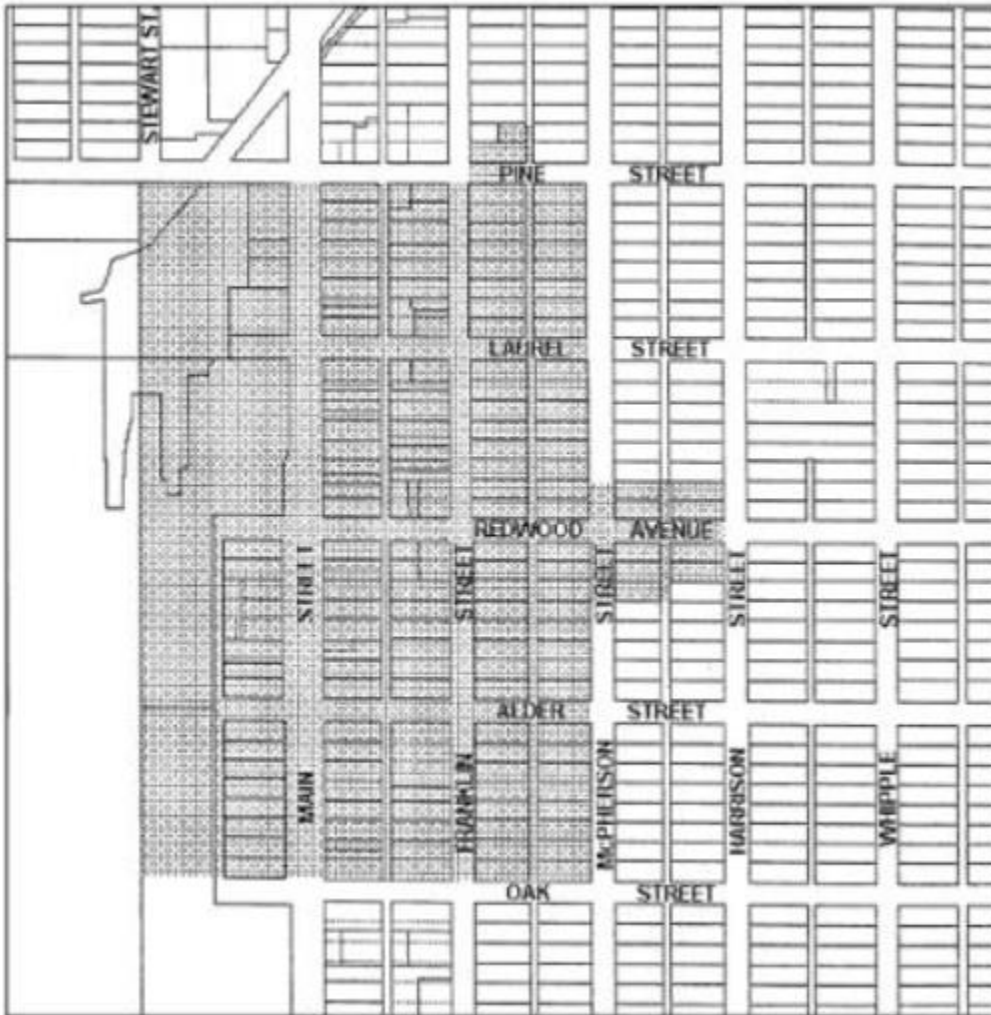 STEWART ST.
PINE STREET
LAUREL STREET
REDWOOD AVENUE
STREET
STREET
STREET
STREET
STREET
ALDER STREET
MAIN
FRANKLIN
McPHERSON
HARRISON
WHIPPLE
OAK STREET